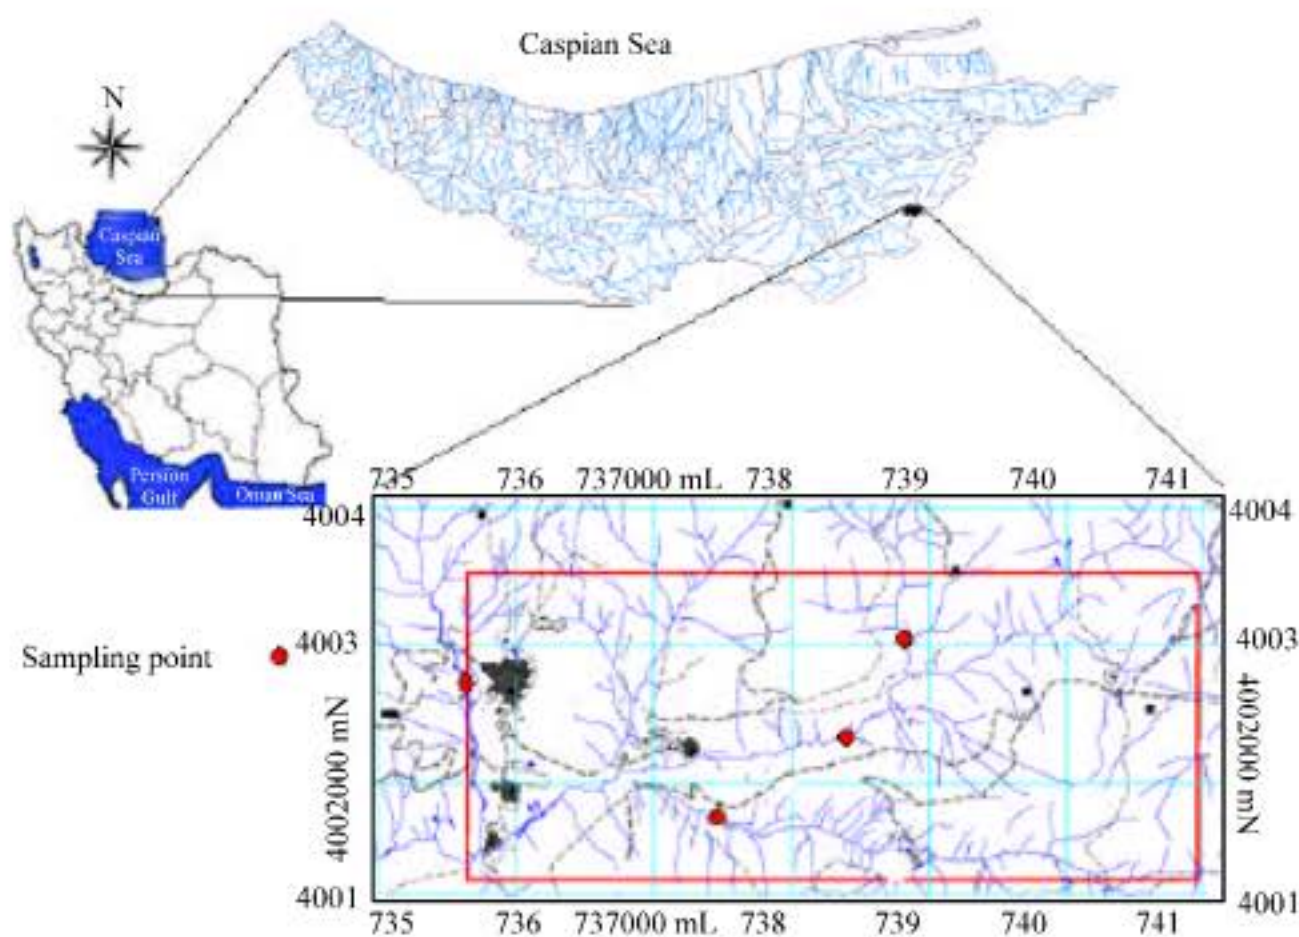 Caspian Sea
N
Caspian
Sea
Persion
Gulf
Oman Sea
735 736 737000 mL 738 739 740 741
4004 4004
Sampling point
4003 4003
4002000 mN 4002000 mN
4001 4001
735 736 737000 mL 738 739 740 741